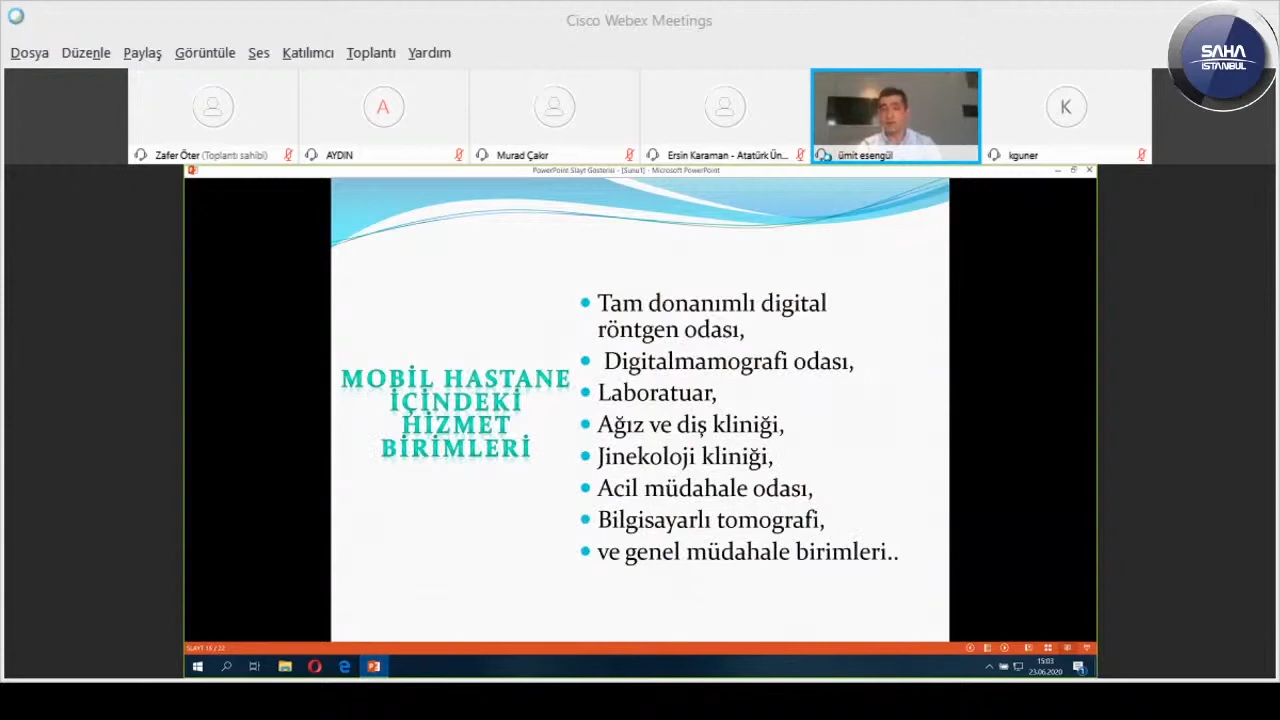 Cisco Webex Meetings
SAHA
İSTANBUL
Dosya Düzenle Paylaş Görüntüle Ses Katılımcı Toplantı Yardım
A
K
Zafer Öter (Toplantı sahibi)
AYDIN
Murad Çakır
Ersin Karaman - Atatürk Ün...
ümit esengül
kguner
PowerPoint Slayt Gösterisi - [Sunu1] - Microsoft PowerPoint
MOBİL HASTANE
İÇİNDEKİ
HİZMET
BİRİMLERİ
Tam donanımlı digital
röntgen odası,
Digitalmamografi odası,
Laboratuar,
Ağız ve diş kliniği,
Jinekoloji kliniği,
Acil müdahale odası,
Bilgisayarlı tomografi,
ve genel müdahale birimleri..
15:03
23.06.2020